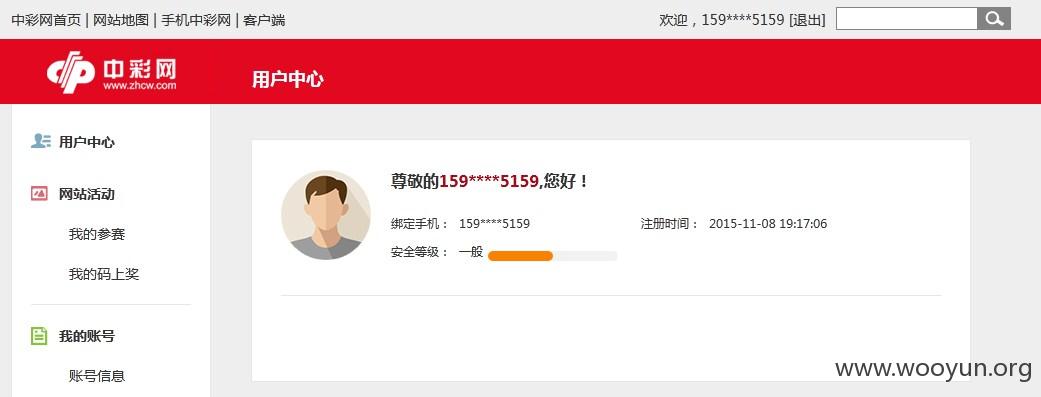 中彩网首页 | 网站地图 | 手机中彩网 | 客户端
欢迎，159****5159 [退出]
中彩网
www.zhcw.com
用户中心
用户中心
网站活动
我的参赛
我的码上奖
我的账号
账号信息
尊敬的159****5159,您好！
绑定手机： 159****5159
注册时间： 2015-11-08 19:17:06
安全等级： 一般
www.wooyun.org